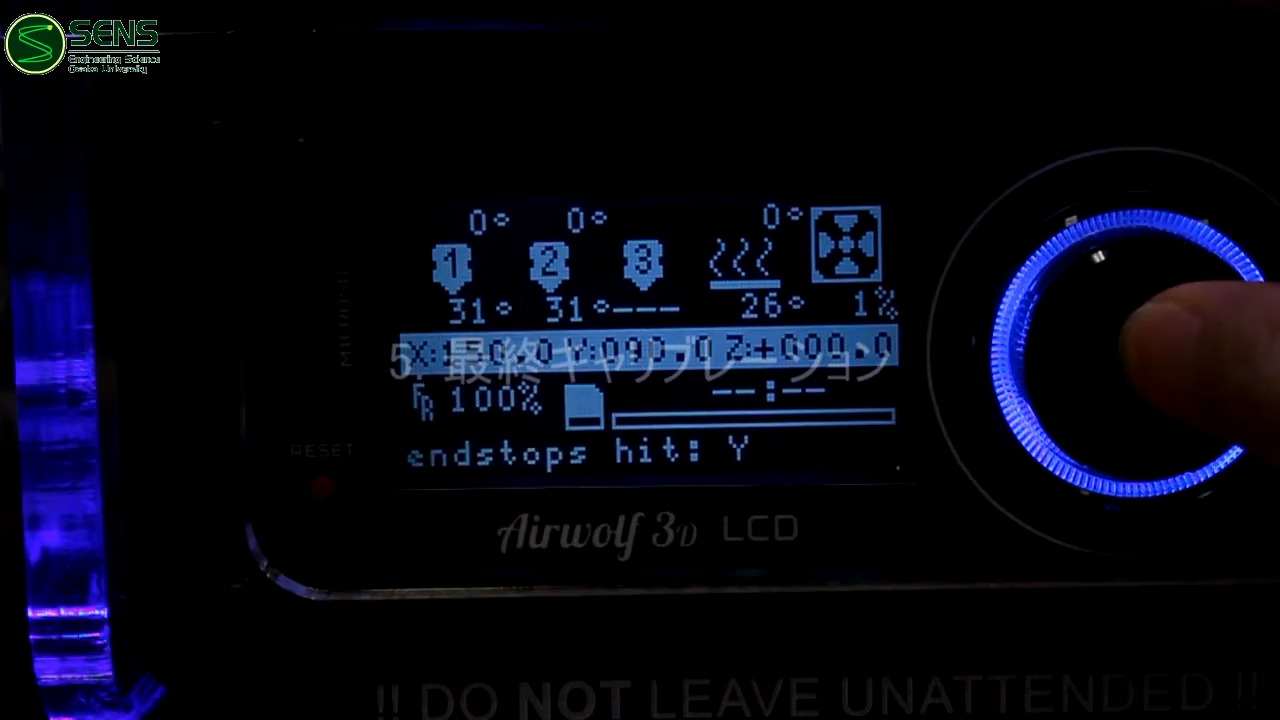 SENS
Engineering Science
Osaka University
0° 0° 0°
1 2 3
31° 31°--- 26° 1%
X: 50.0 Y:090.0 Z:+000.0
5. 最終キャリブレーション
FR 100% --:--
endstops hit: Y
MICROSD
RESET
Airwolf 3D LCD
!! DO NOT LEAVE UNATTENDED !!